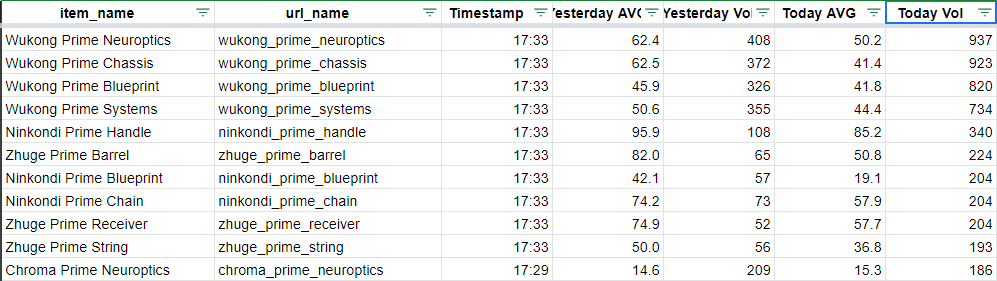 item_name url_name Timestamp Yesterday AVG Yesterday Vol Today AVG Today Vol
Wukong Prime Neuroptics wukong_prime_neuroptics 17:33 62.4 408 50.2 937
Wukong Prime Chassis wukong_prime_chassis 17:33 62.5 372 41.4 923
Wukong Prime Blueprint wukong_prime_blueprint 17:33 45.9 326 41.8 820
Wukong Prime Systems wukong_prime_systems 17:33 50.6 355 44.4 734
Ninkondi Prime Handle ninkondi_prime_handle 17:33 95.9 108 85.2 340
Zhuge Prime Barrel zhuge_prime_barrel 17:33 82.0 65 50.8 224
Ninkondi Prime Blueprint ninkondi_prime_blueprint 17:33 42.1 57 19.1 204
Ninkondi Prime Chain ninkondi_prime_chain 17:33 74.2 73 57.9 204
Zhuge Prime Receiver zhuge_prime_receiver 17:33 74.9 52 57.7 204
Zhuge Prime String zhuge_prime_string 17:33 50.0 56 36.8 193
Chroma Prime Neuroptics chroma_prime_neuroptics 17:29 14.6 209 15.3 186